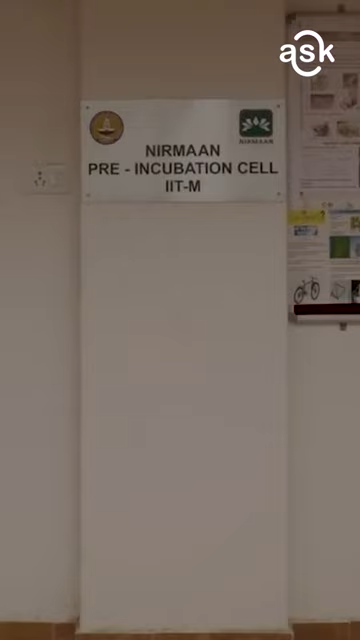 ask
NIRMAAN
NIRMAAN
PRE - INCUBATION CELL
IIT-M